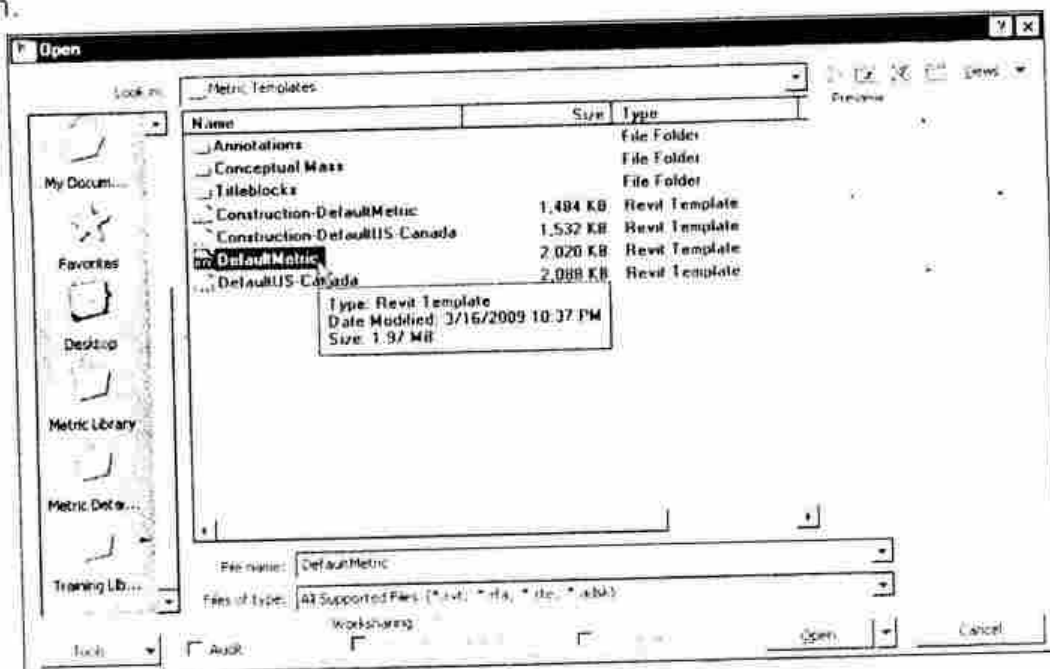 n.
Open
Look in:
Metric Templates
Views
Preview
Name Size Type
Annotations File Folder
Conceptual Mass File Folder
Titleblocks File Folder
Construction-DefaultMetric 1,484 KB Revit Template
Construction-DefaultUS-Canada 1,532 KB Revit Template
DefaultMetric 2,020 KB Revit Template
DefaultUS-Canada 2,088 KB Revit Template
Type: Revit Template
Date Modified: 3/16/2009 10:37 PM
Size: 1.97 MB
My Docum...
Favorites
Desktop
Metric Library
Metric Detai...
Training Lib...
File name: DefaultMetric
Files of type: All Supported Files (*.rvt, *.rfa, *.rte, *.adsk)
Worksharing
Tools Audit Open Cancel